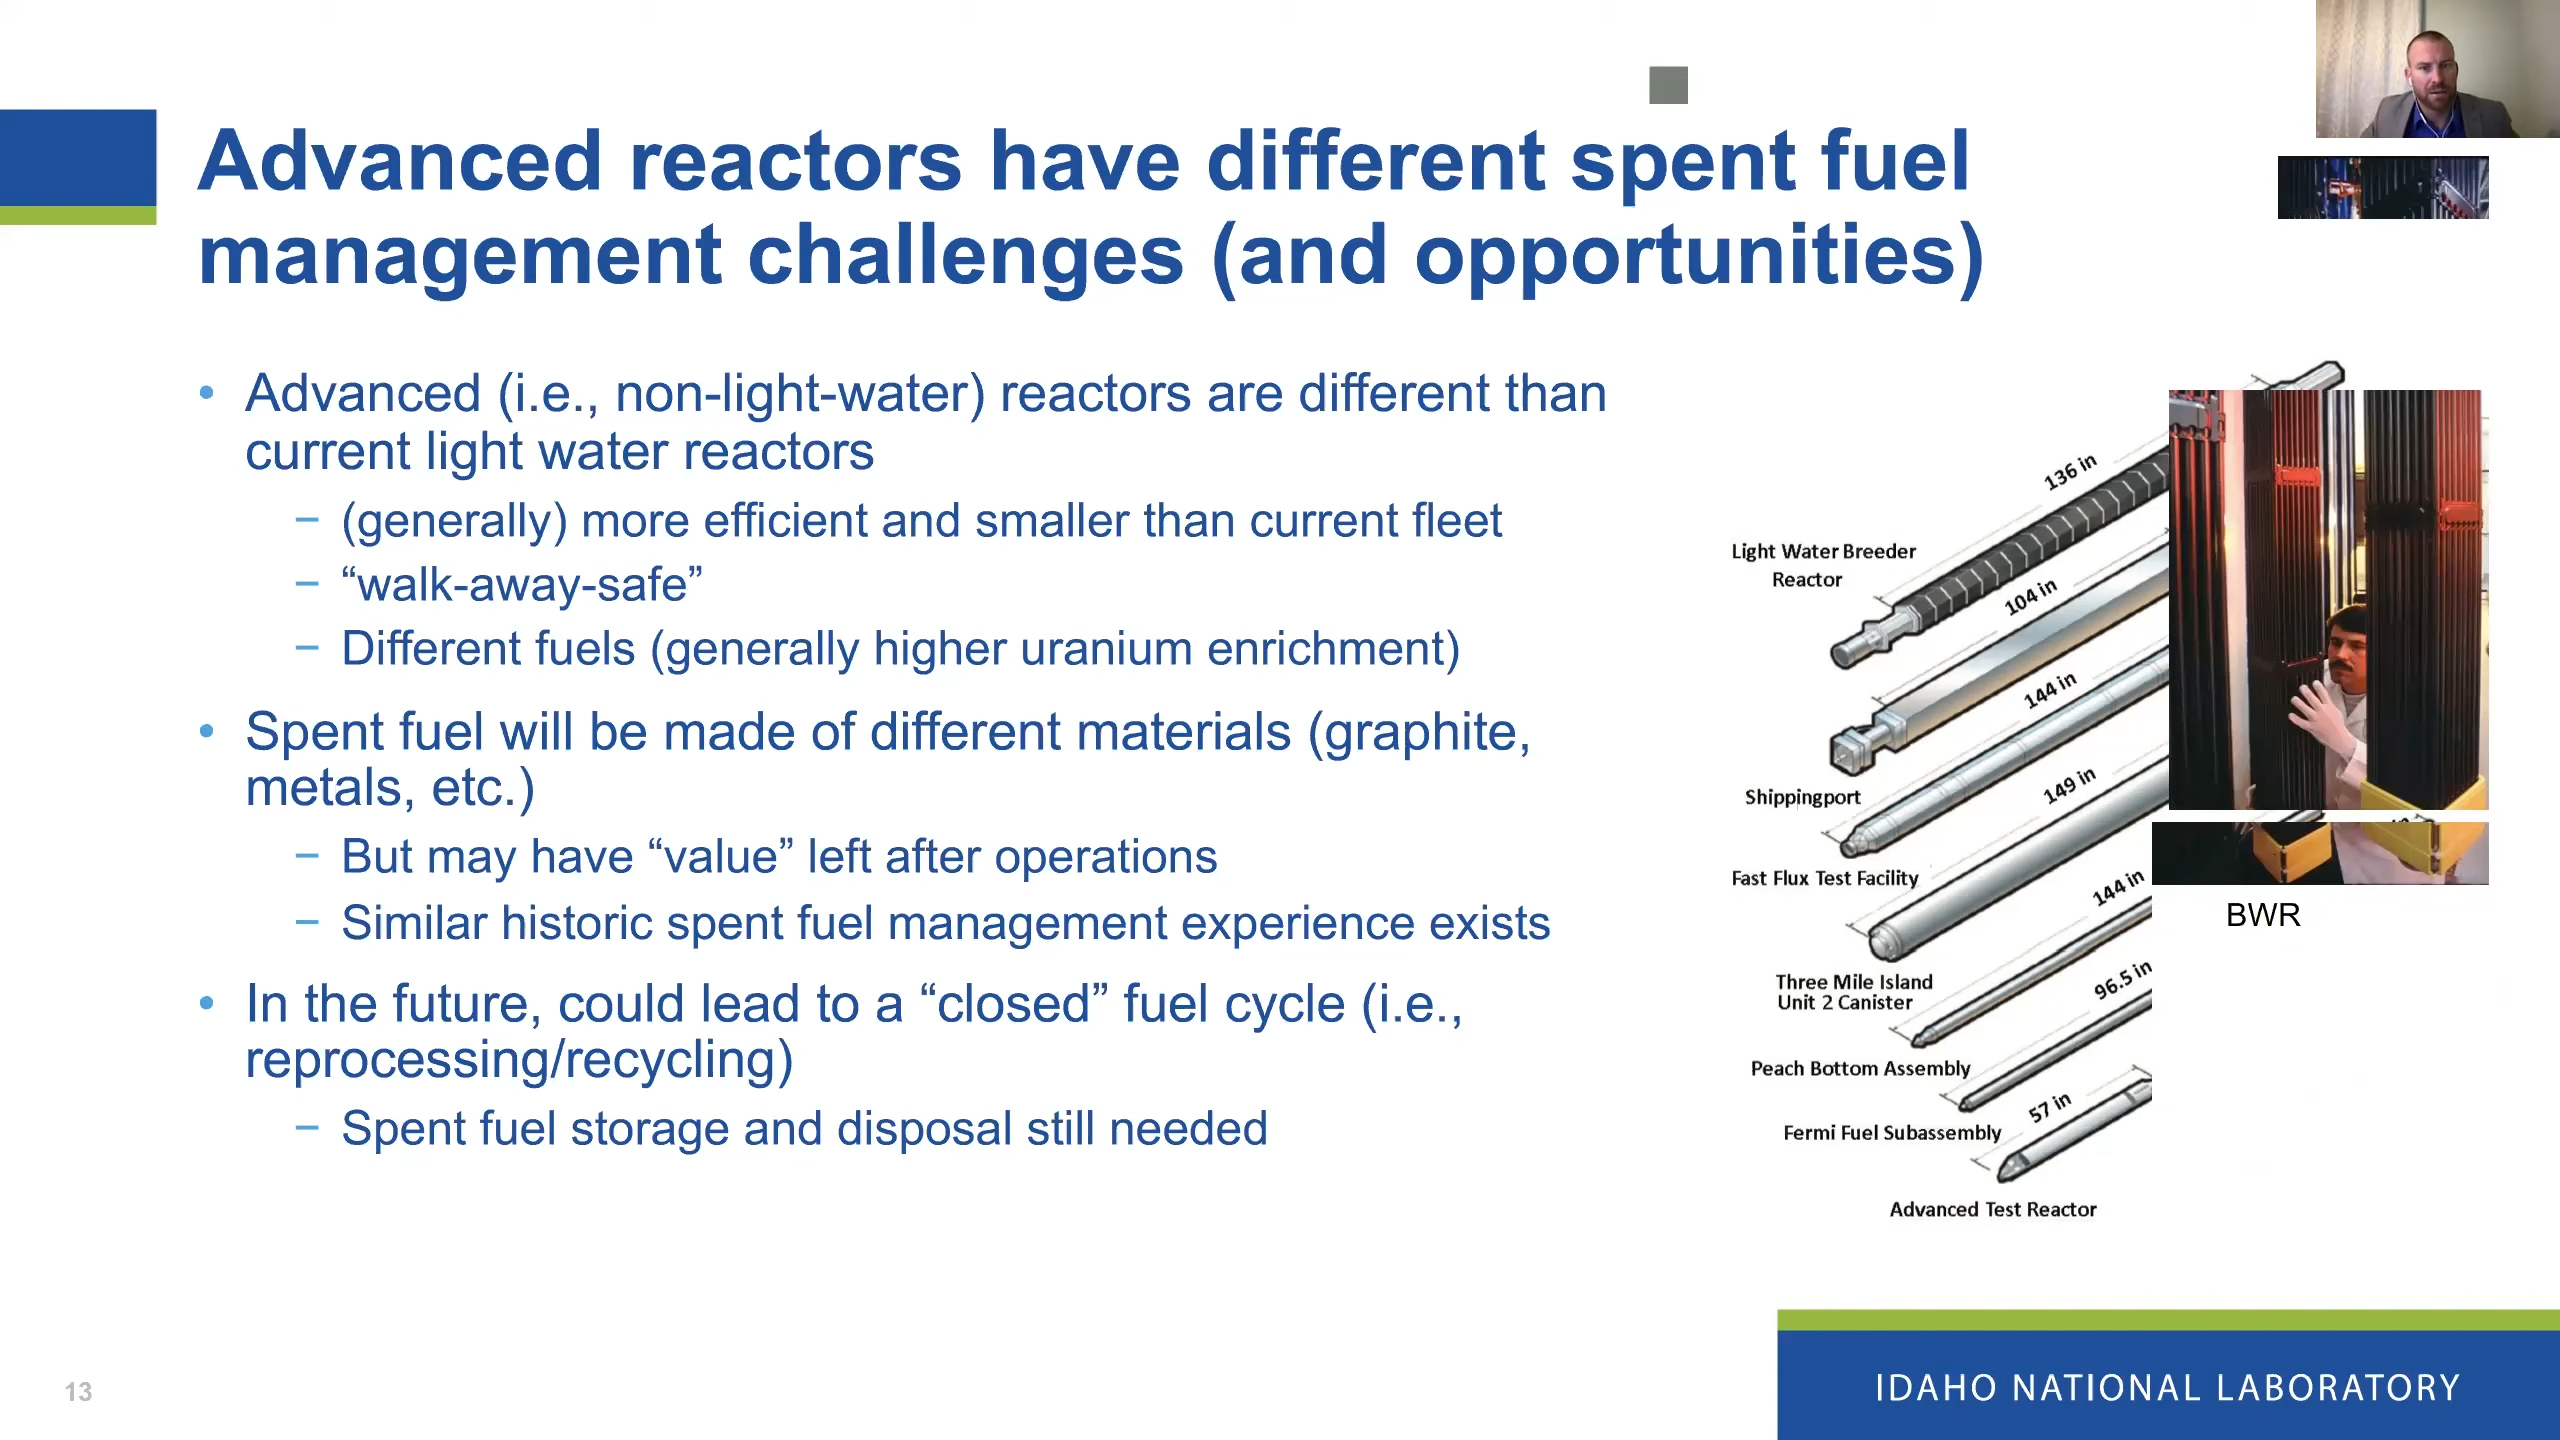 Advanced reactors have different spent fuel
management challenges (and opportunities)
• Advanced (i.e., non-light-water) reactors are different than
current light water reactors
− (generally) more efficient and smaller than current fleet
− “walk-away-safe”
− Different fuels (generally higher uranium enrichment)
• Spent fuel will be made of different materials (graphite,
metals, etc.)
− But may have “value” left after operations
− Similar historic spent fuel management experience exists
• In the future, could lead to a “closed” fuel cycle (i.e.,
reprocessing/recycling)
− Spent fuel storage and disposal still needed
136 in
Light Water Breeder
Reactor
104 in
144 in
Shippingport
149 in
Fast Flux Test Facility
144 in
BWR
Three Mile Island
Unit 2 Canister
96.5 in
Peach Bottom Assembly
57 in
Fermi Fuel Subassembly
Advanced Test Reactor
13
IDAHO NATIONAL LABORATORY